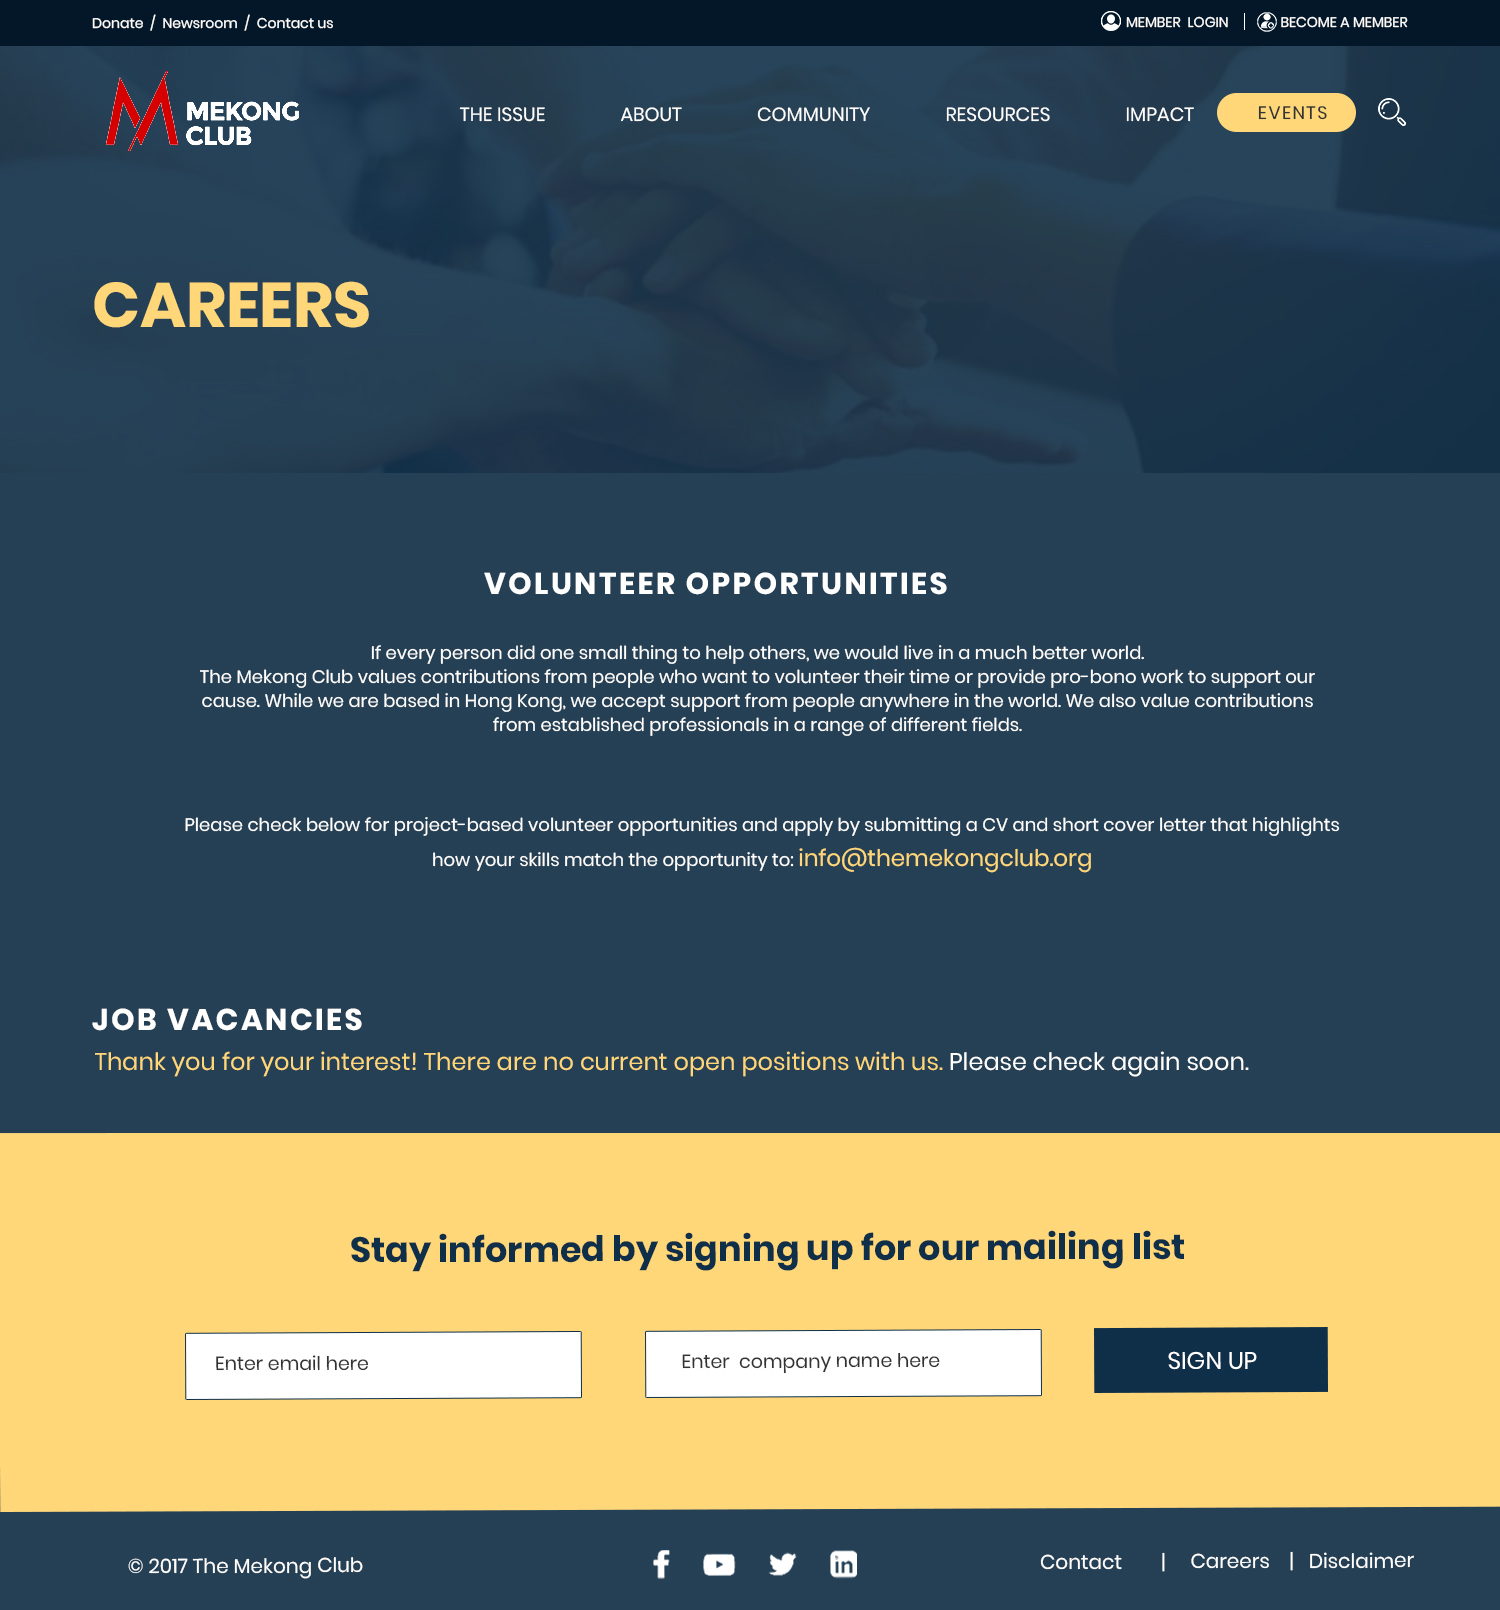 Donate / Newsroom / Contact us
MEMBER LOGIN | BECOME A MEMBER
MEKONG
CLUB
THE ISSUE ABOUT COMMUNITY RESOURCES IMPACT EVENTS
CAREERS
VOLUNTEER OPPORTUNITIES
If every person did one small thing to help others, we would live in a much better world.
The Mekong Club values contributions from people who want to volunteer their time or provide pro-bono work to support our
cause. While we are based in Hong Kong, we accept support from people anywhere in the world. We also value contributions
from established professionals in a range of different fields.
Please check below for project-based volunteer opportunities and apply by submitting a CV and short cover letter that highlights
how your skills match the opportunity to: info@themekongclub.org
JOB VACANCIES
Thank you for your interest! There are no current open positions with us. Please check again soon.
Stay informed by signing up for our mailing list
Enter email here
Enter company name here
SIGN UP
© 2017 The Mekong Club
Contact | Careers | Disclaimer